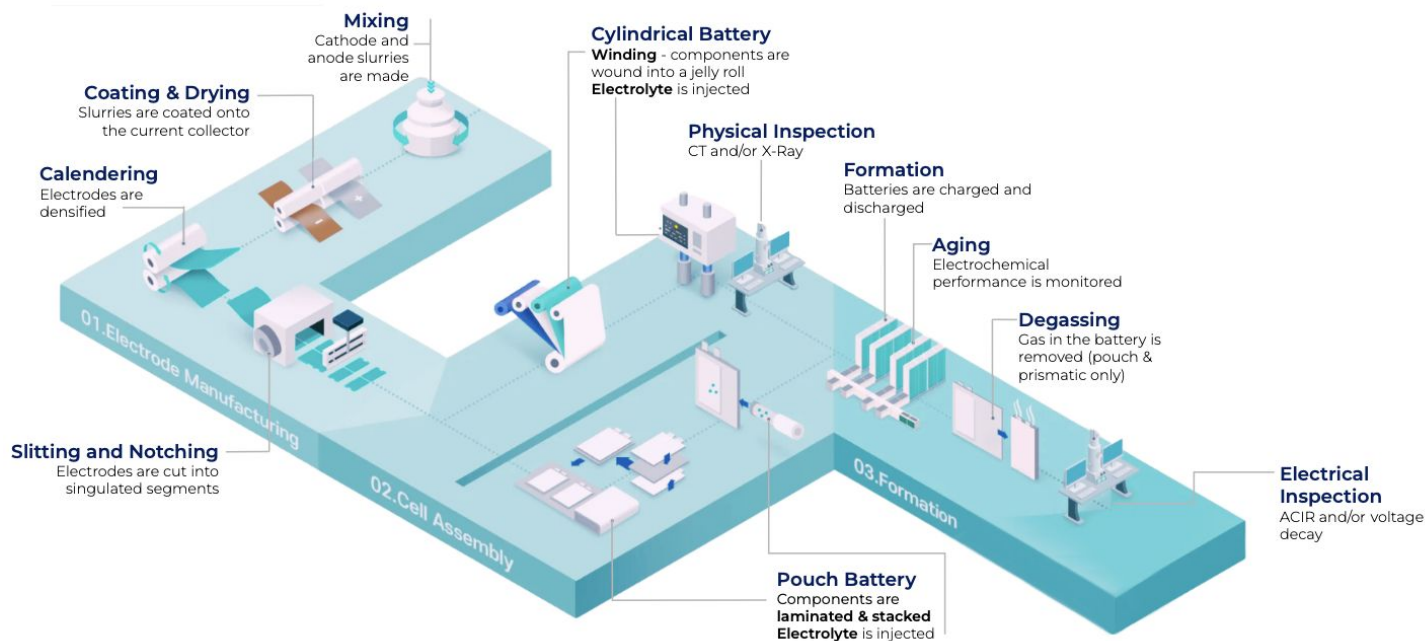 Mixing
Cathode and
anode slurries
are made
Coating & Drying
Slurries are coated onto
the current collector
Calendering
Electrodes are
densified
Slitting and Notching
Electrodes are cut into
singulated segments
01.Electrode Manufacturing
Cylindrical Battery
Winding - components are
wound into a jelly roll
Electrolyte is injected
Physical Inspection
CT and/or X-Ray
02.Cell Assembly
Pouch Battery
Components are
laminated & stacked
Electrolyte is injected
Formation
Batteries are charged and
discharged
Aging
Electrochemical
performance is monitored
Degassing
Gas in the battery is
removed (pouch &
prismatic only)
03.Formation
Electrical
Inspection
ACIR and/or voltage
decay